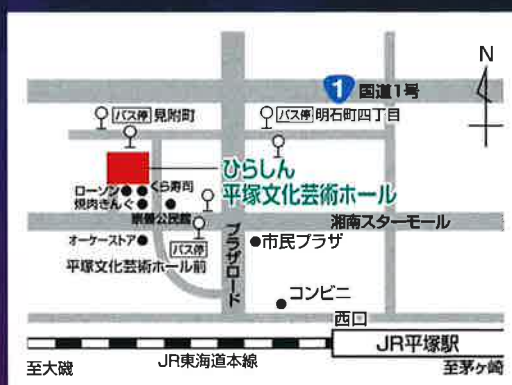 N
1 国道1号
バス停 見附町
バス停 明石町四丁目
ひらしん
平塚文化芸術ホール
ローソン
くら寿司
焼肉きんぐ
崇善公民館
湘南スターモール
オーケーストア
バス停
平塚文化芸術ホール前
プラザロード
市民プラザ
コンビニ
西口
JR平塚駅
至大磯
JR東海道本線
至茅ヶ崎